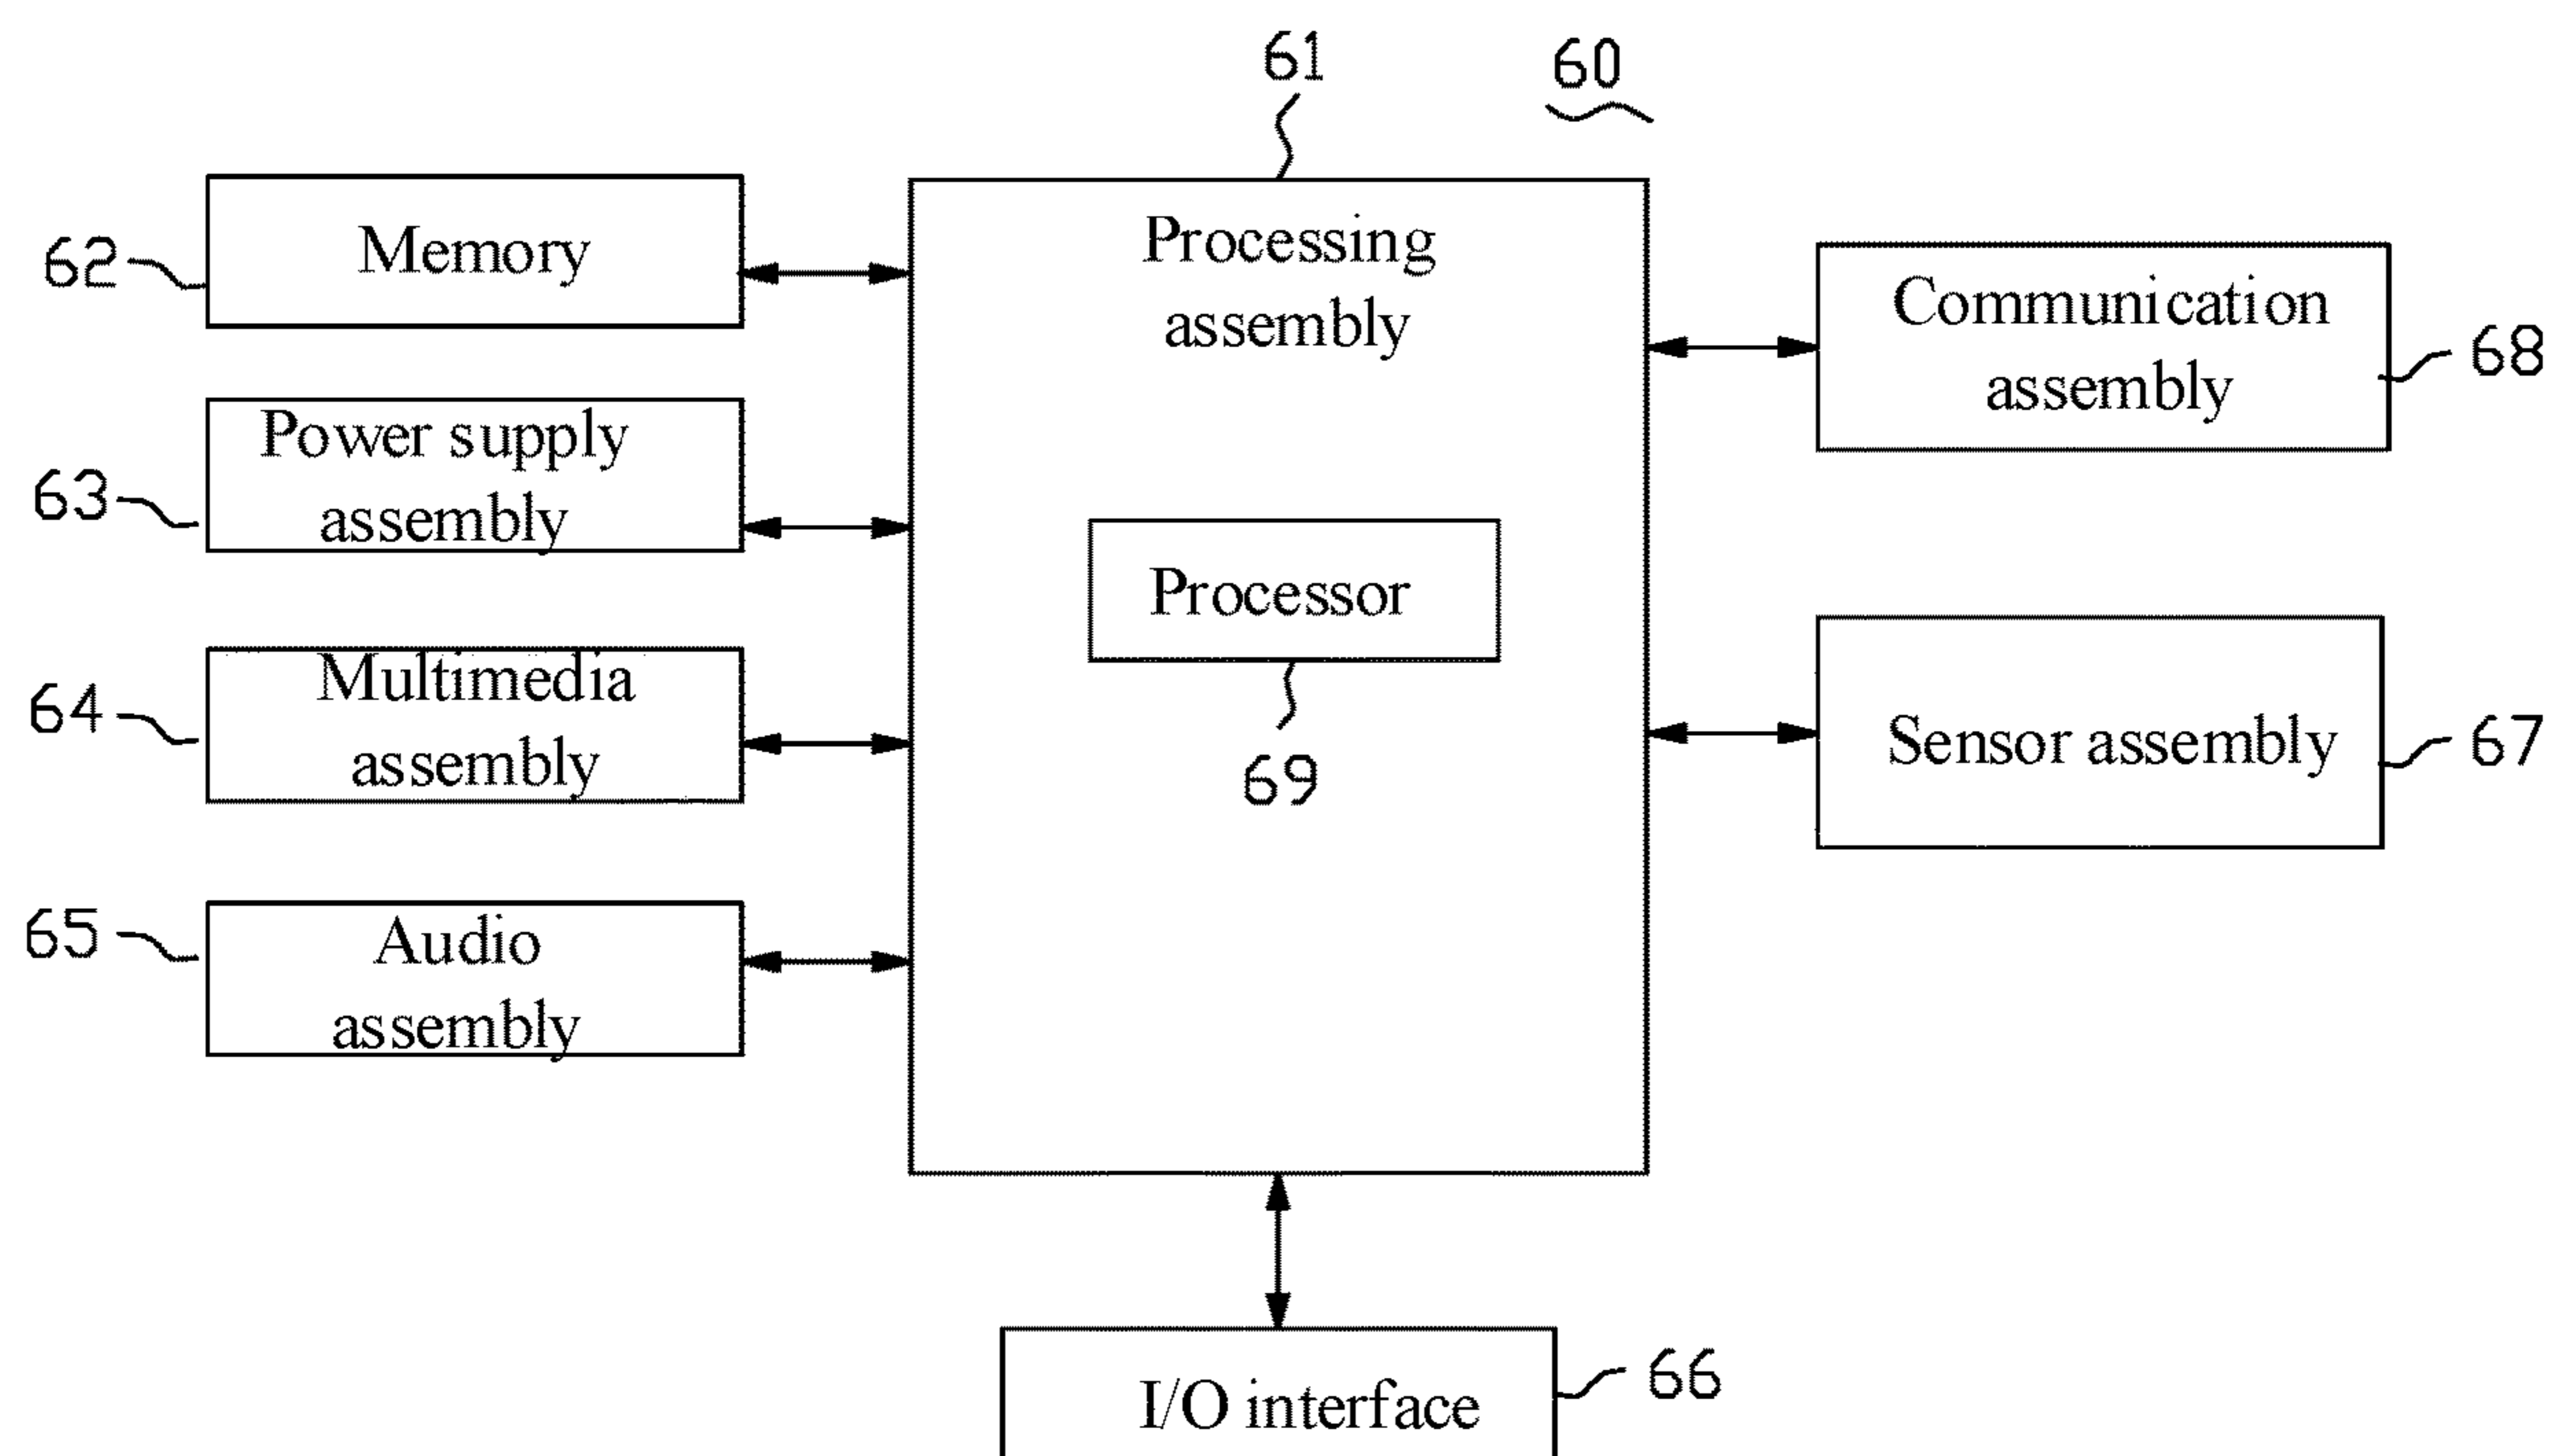 61
60
62
Memory
Processing
assembly
Communication
assembly
68
63
Power supply
assembly
Processor
69
64
Multimedia
assembly
Sensor assembly
67
65
Audio
assembly
I/O interface
66